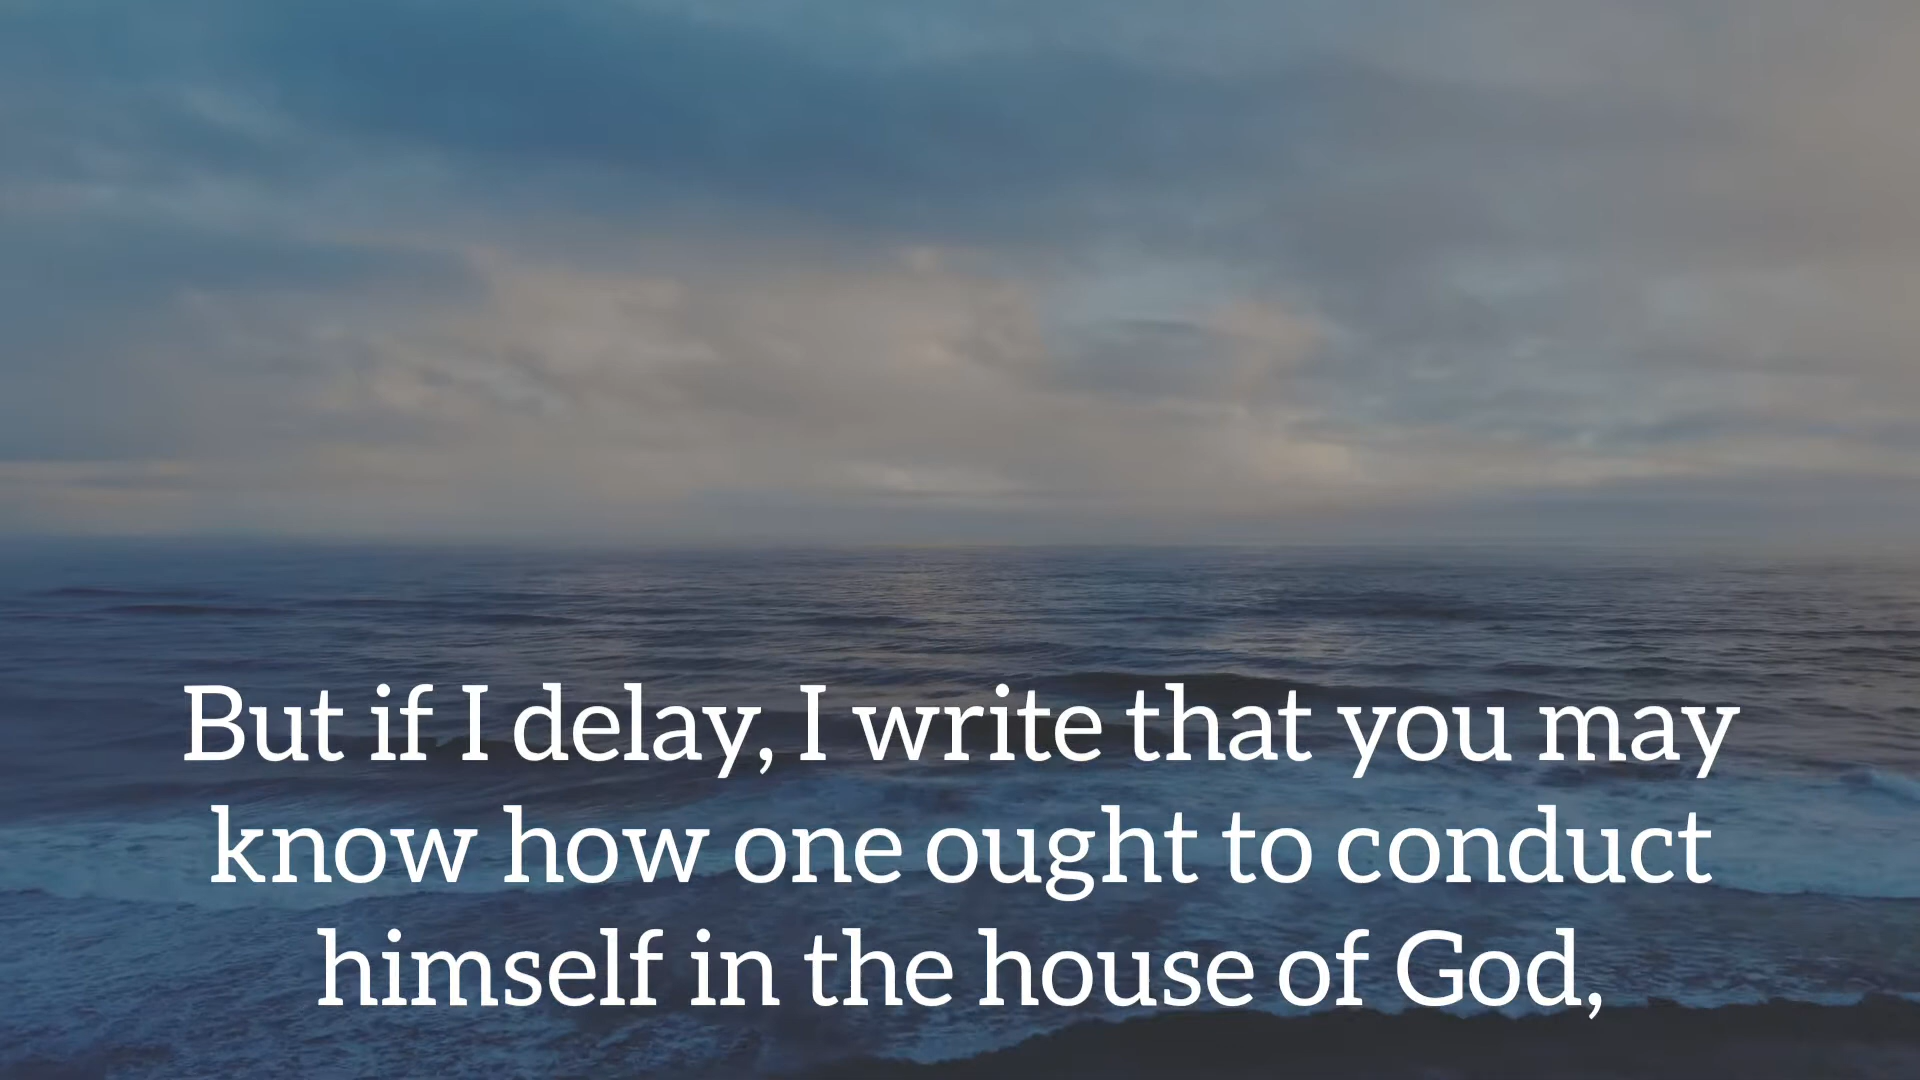 But if I delay, I write that you may
know how one ought to conduct
himself in the house of God,